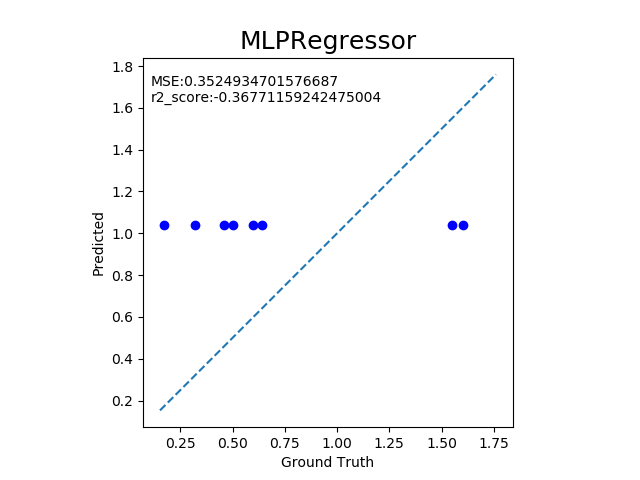 MLPRegressor
MSE:0.3524934701576687
r2_score:-0.36771159242475004
1.8
1.6
1.4
1.2
1.0
0.8
0.6
0.4
0.2
Predicted
0.25 0.50 0.75 1.00 1.25 1.50 1.75
Ground Truth